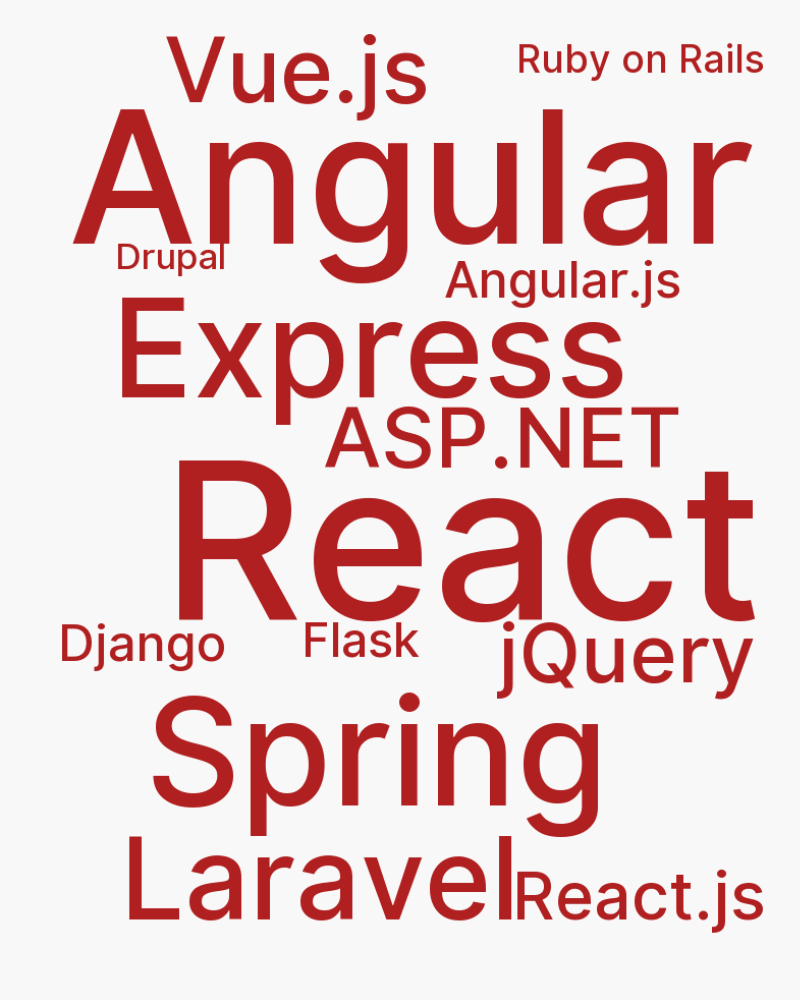 Vue.js
Ruby on Rails
Angular
Drupal
Angular.js
Express
ASP.NET
React
Django
Flask
jQuery
Spring
Laravel
React.js